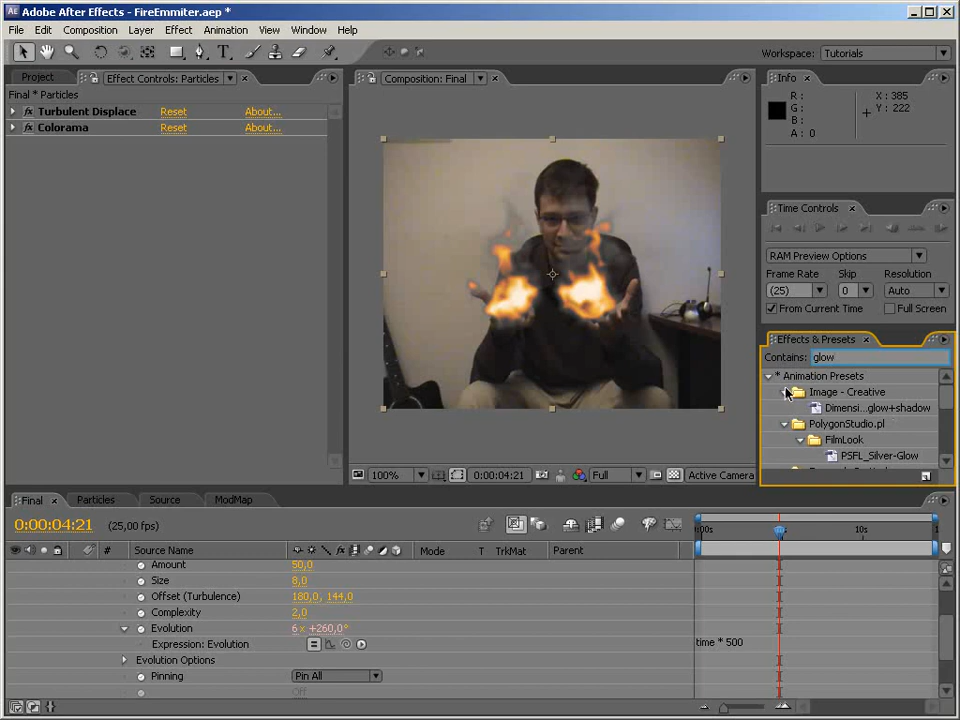 Adobe After Effects - FireEmmiter.aep *
File Edit Composition Layer Effect Animation View Window Help
Workspace: Tutorials
Project Effect Controls: Particles
Final * Particles
Turbulent Displace Reset About...
Colorama Reset About...
Composition: Final
Info
R: X: 385
G: Y: 222
B:
A: 0
Time Controls
RAM Preview Options
Frame Rate Skip Resolution
(25) 0 Auto
From Current Time Full Screen
Effects & Presets
Contains: glow
* Animation Presets
Image - Creative
Dimensi...glow+shadow
PolygonStudio.pl
FilmLook
PSFL_Silver-Glow
100% 0:00:04:21 Full Active Camera
Final Particles Source ModMap
0:00:04:21 (25,00 fps)
:00s 10s
# Source Name Mode T TrkMat Parent
Amount 50,0
Size 8,0
Offset (Turbulence) 180,0, 144,0
Complexity 2,0
Evolution 6 x +260,0°
Expression: Evolution time * 500
Evolution Options
Pinning Pin All
Off